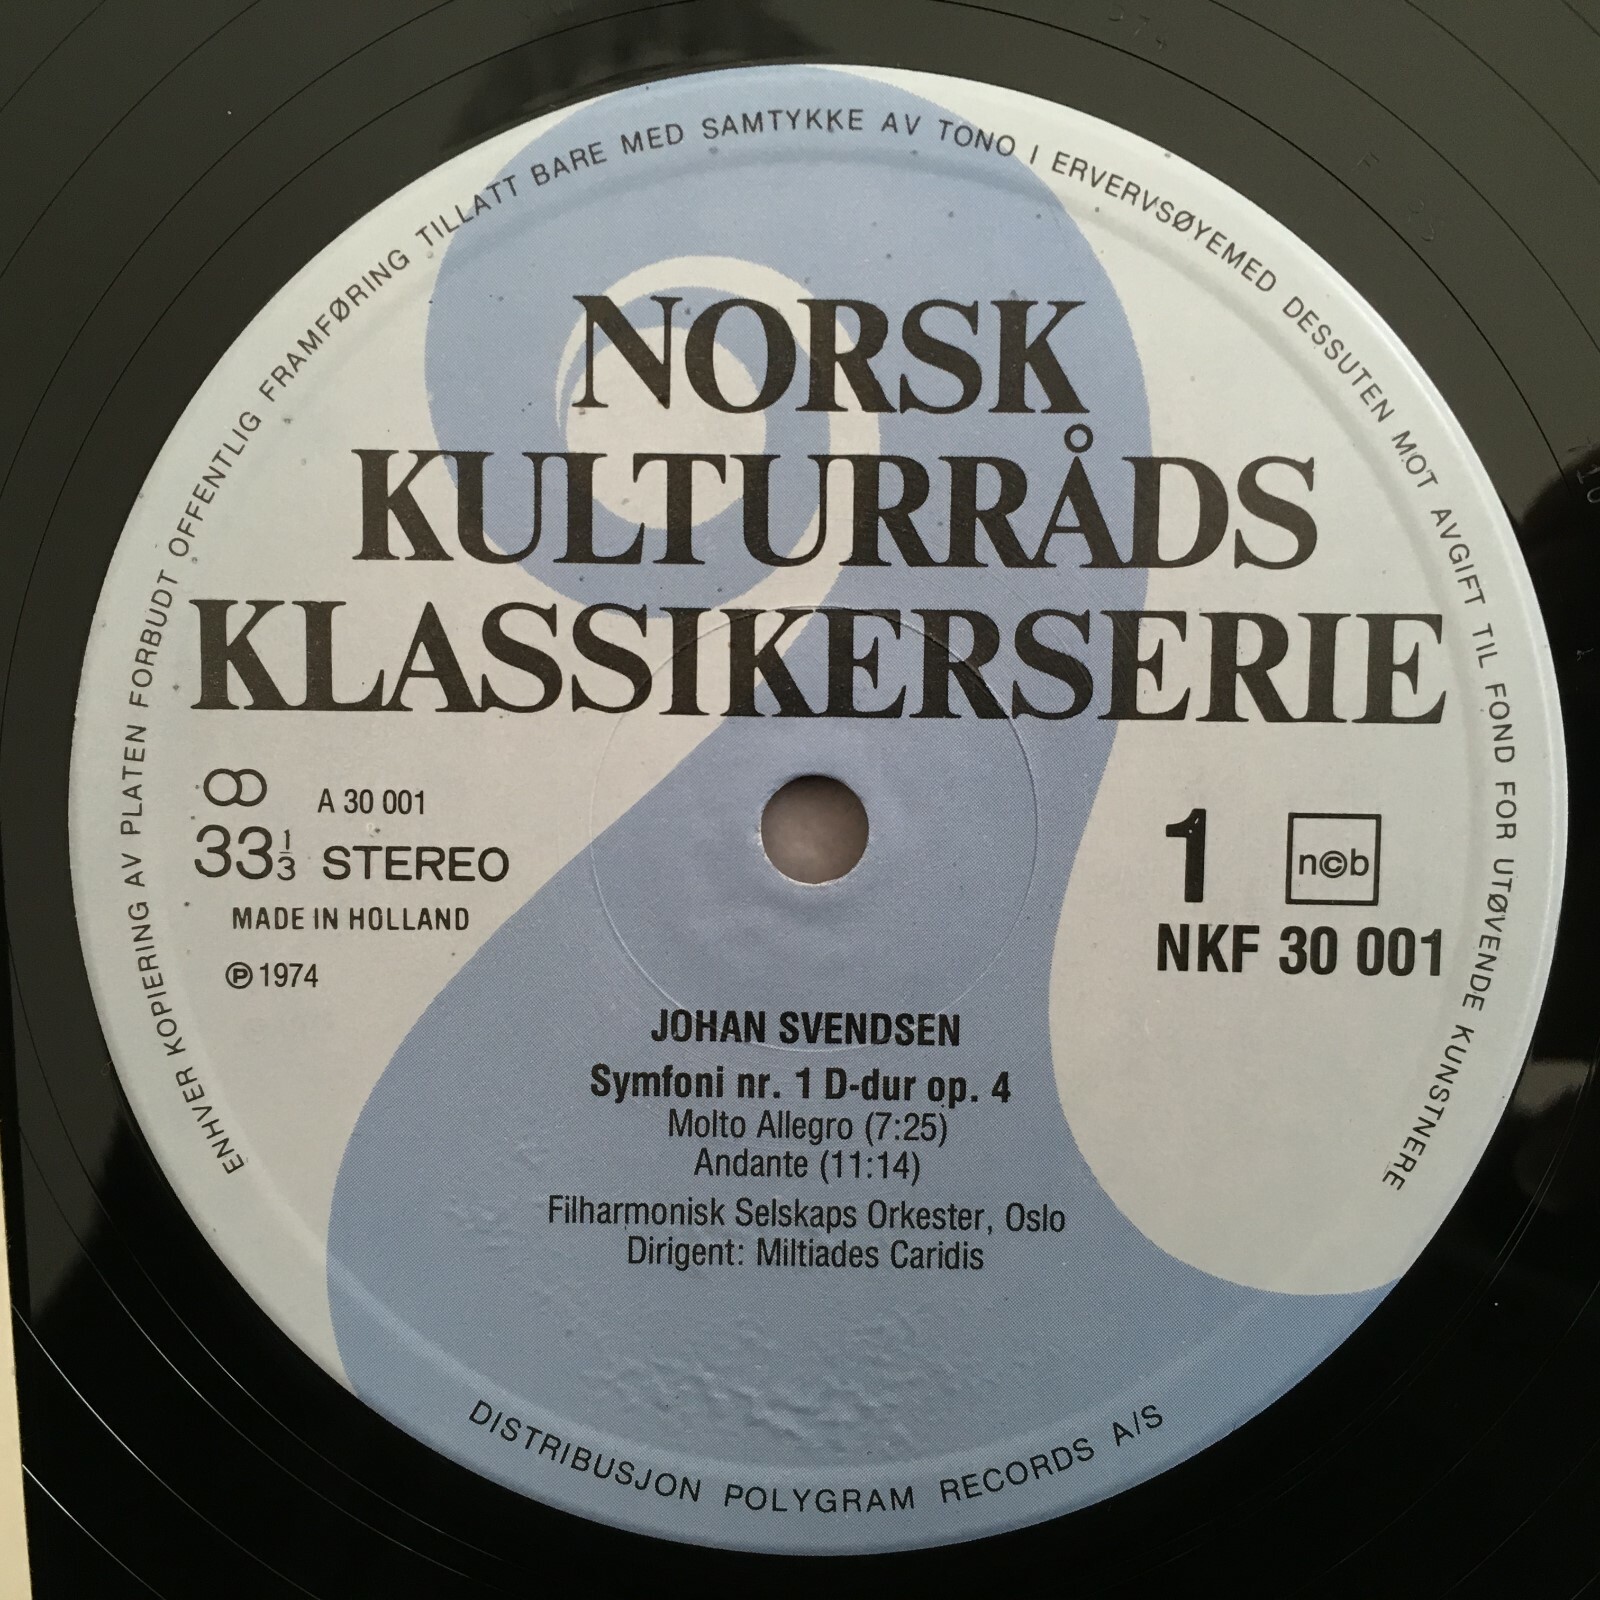 ENHVER KOPIERING AV PLATEN FORBUDT OFFENTLIG FRAMFØRING TILLATT BARE MED SAMTYKKE AV TONO I ERVERVSØYEMED DESSUTEN MOT AVGIFT TIL FOND FOR UTØVENDE KUNSTNERE
NORSK
KULTURRÅDS
KLASSIKERSERIE
A 30 001
33 1/3 STEREO
MADE IN HOLLAND
℗ 1974
1
n©b
NKF 30 001
JOHAN SVENDSEN
Symfoni nr. 1 D-dur op. 4
Molto Allegro (7:25)
Andante (11:14)
Filharmonisk Selskaps Orkester, Oslo
Dirigent: Miltiades Caridis
DISTRIBUSJON POLYGRAM RECORDS A/S